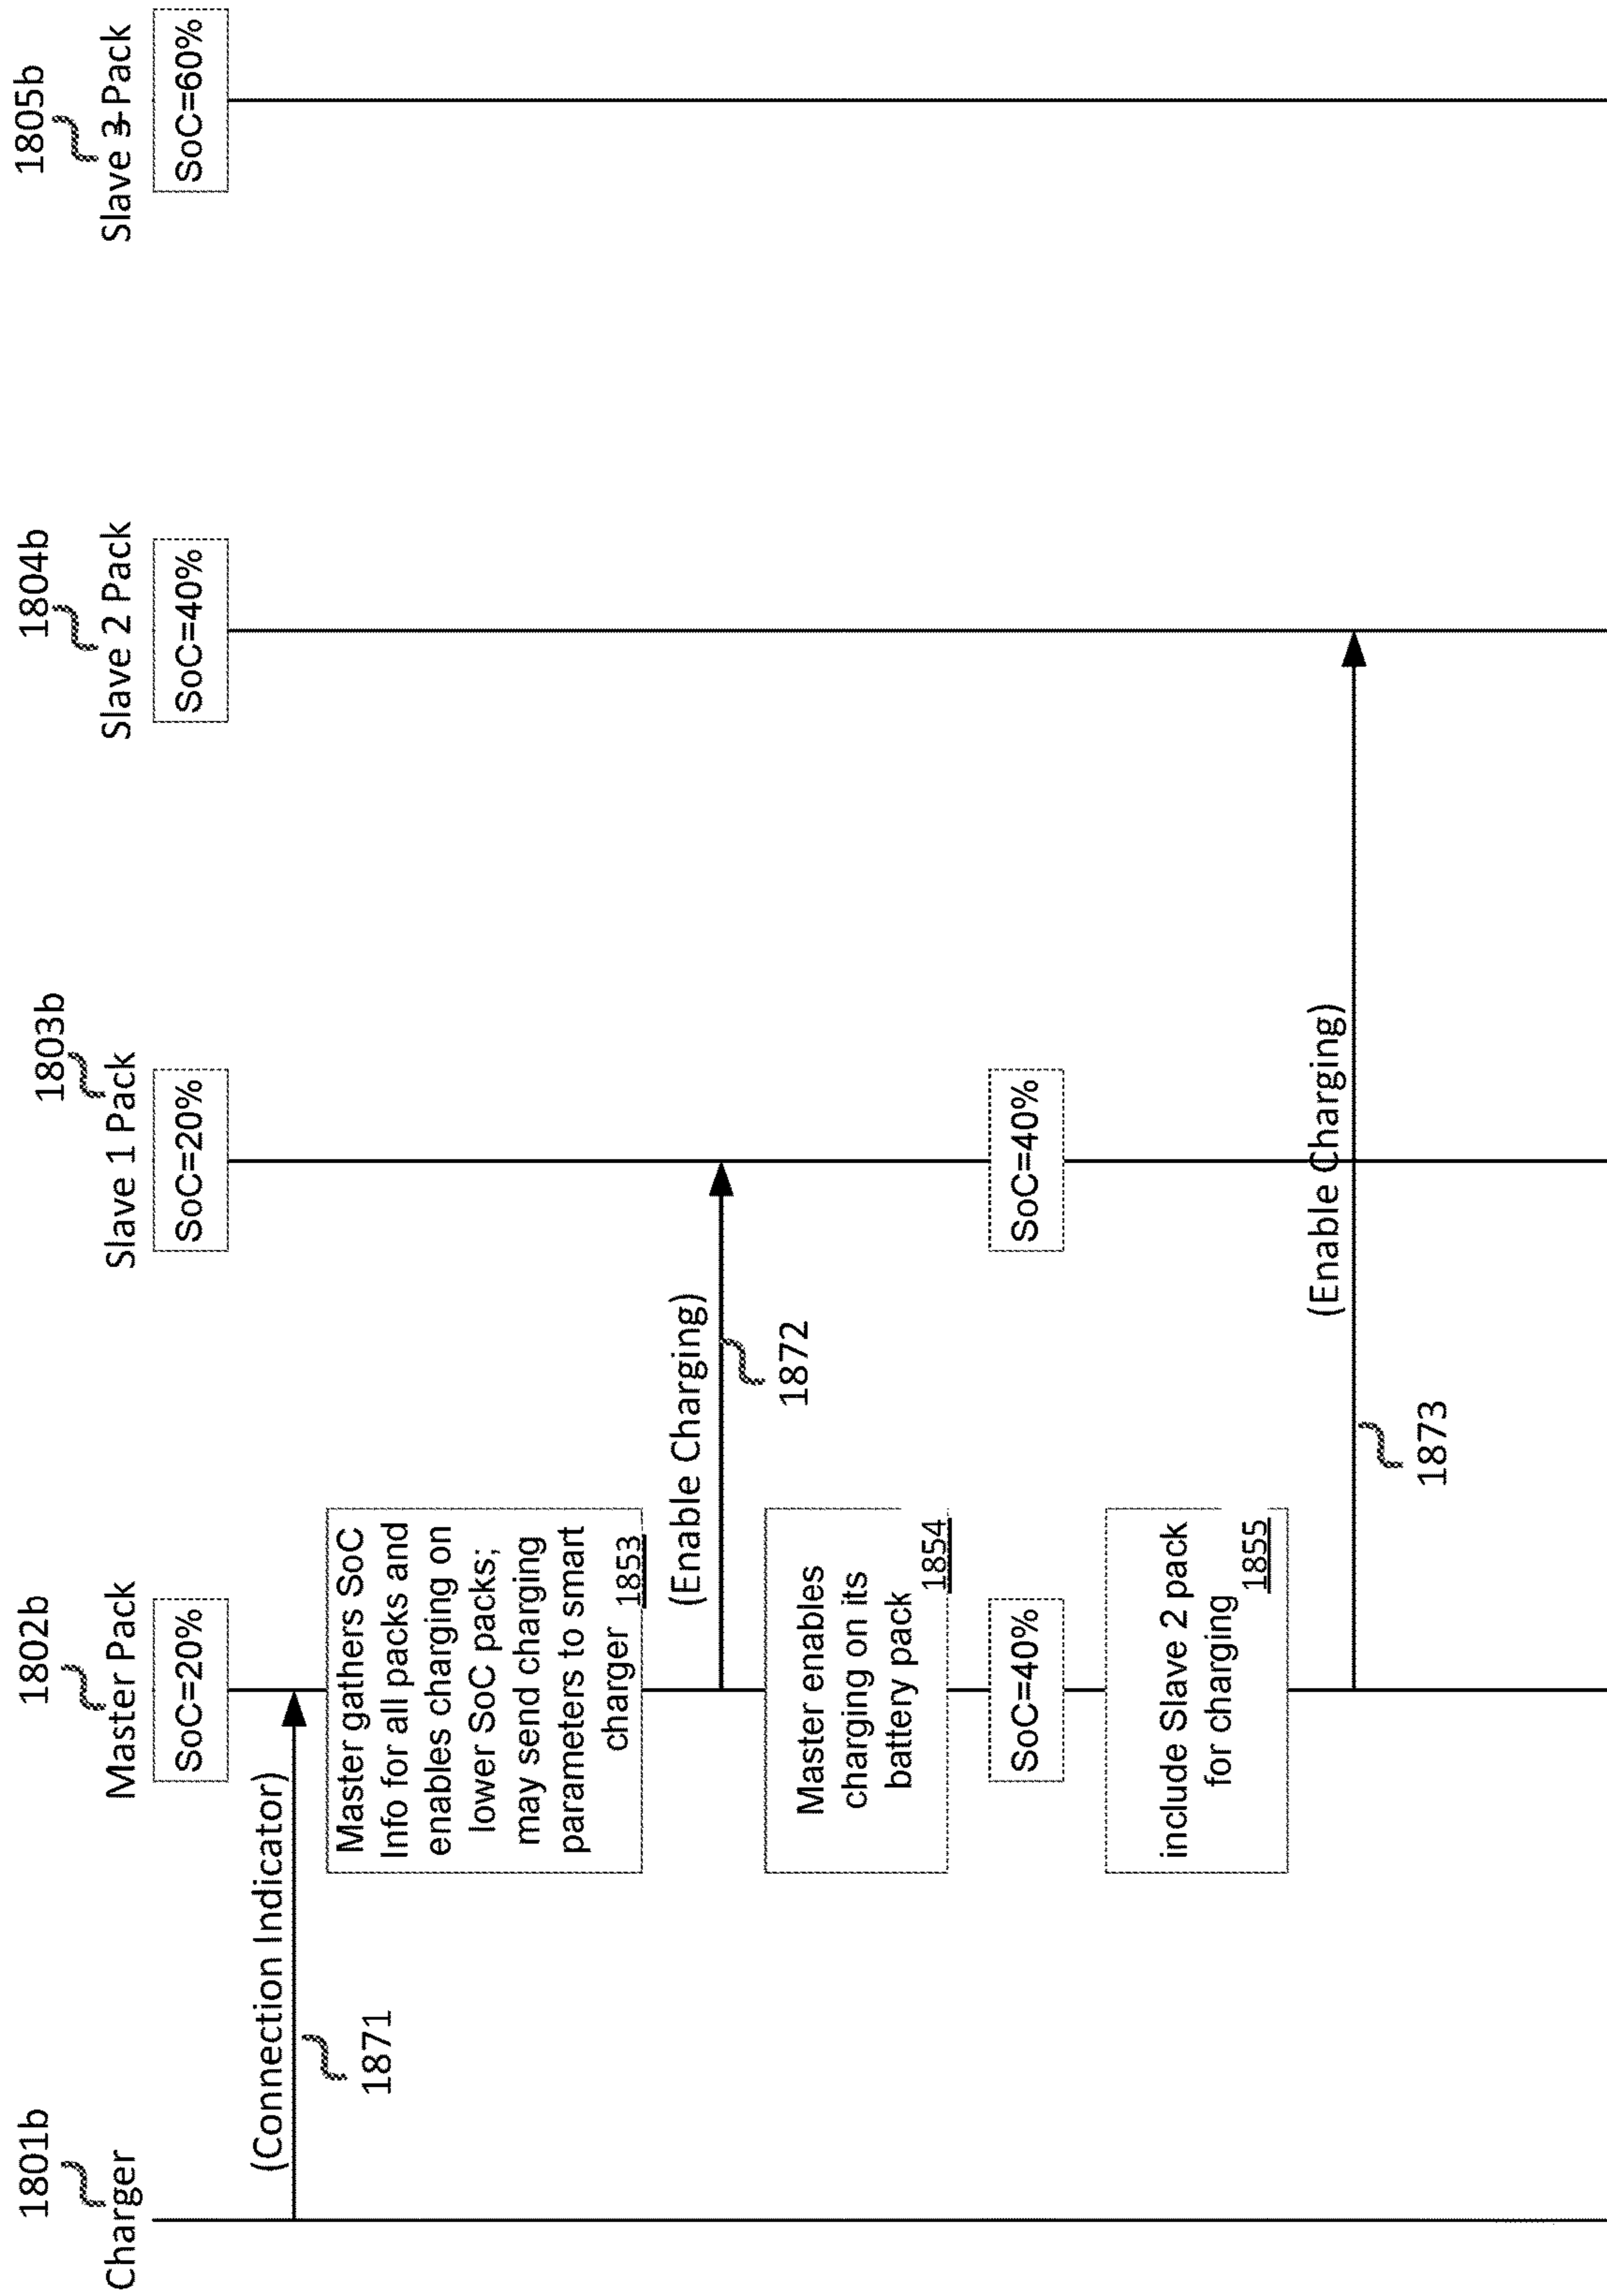 1801b
1802b
1803b
1804b
1805b
Charger
Master Pack
Slave 1 Pack
Slave 2 Pack
Slave 3 Pack
SoC=20%
SoC=20%
SoC=40%
SoC=60%
(Connection Indicator)
1871
Master gathers SoC
Info for all packs and
enables charging on
lower SoC packs;
may send charging
parameters to smart
charger 1853
(Enable Charging)
1872
Master enables
charging on its
battery pack
1854
SoC=40%
SoC=40%
include Slave 2 pack
for charging
1855
(Enable Charging)
1873